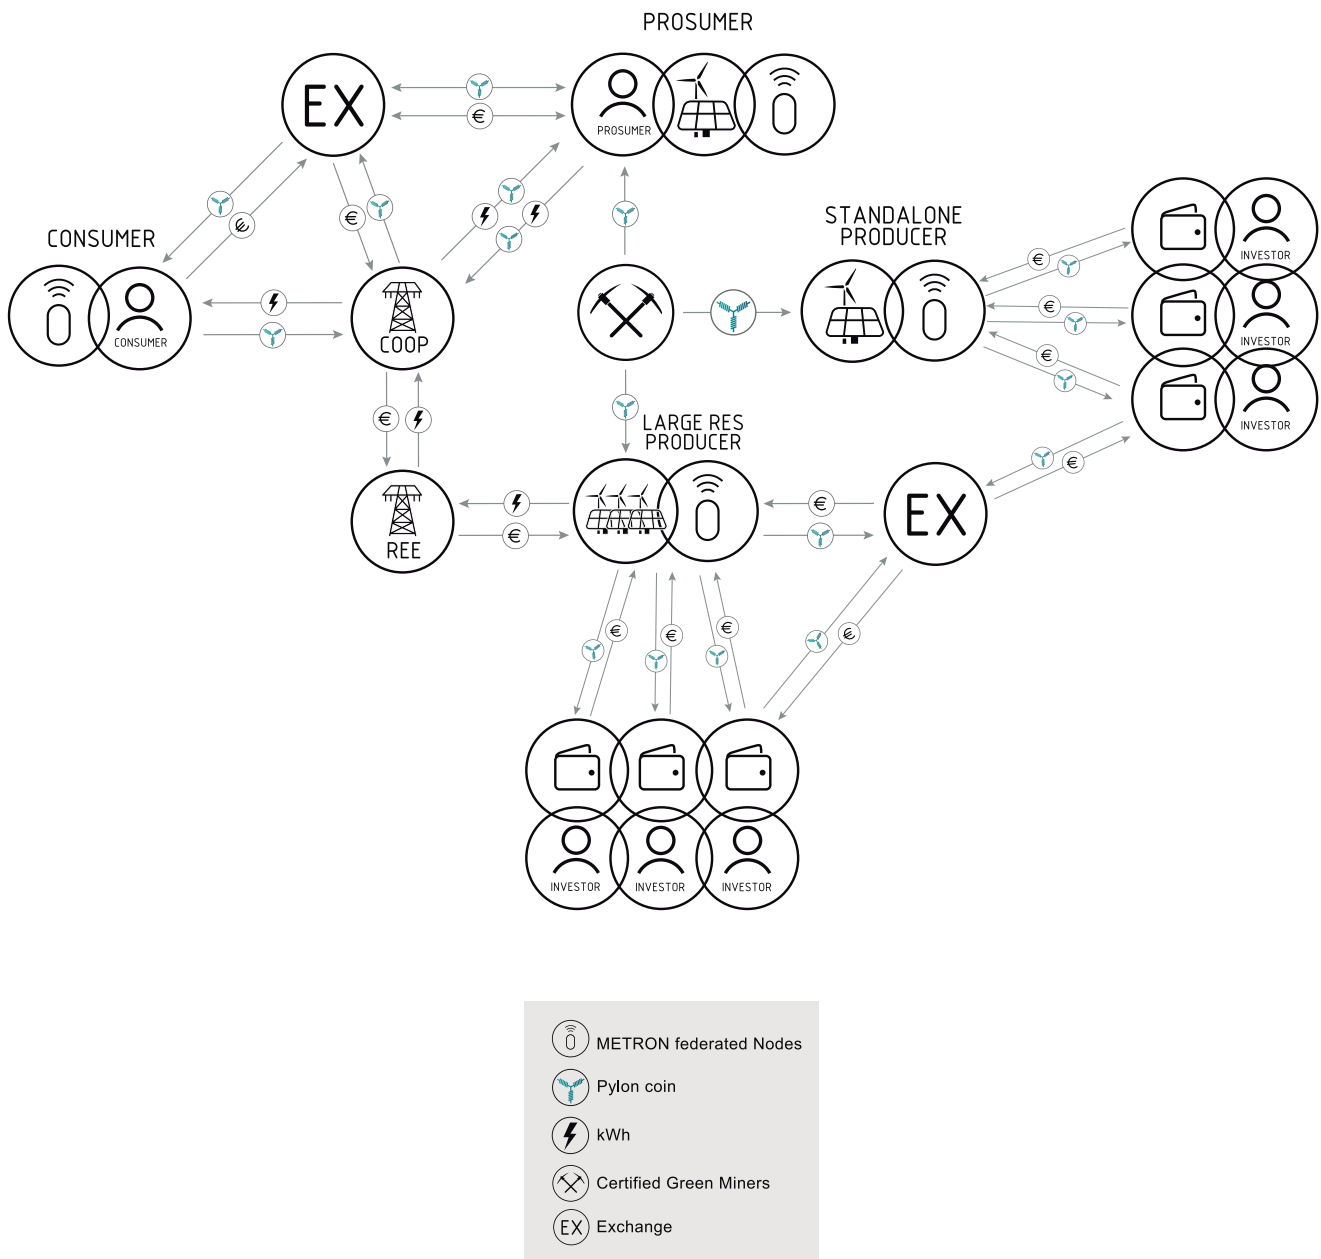 PROSUMER
EX
€
PROSUMER
€
€
CONSUMER
CONSUMER
COOP
STANDALONE
PRODUCER
€
€
€
INVESTOR
INVESTOR
INVESTOR
€
€
LARGE RES
PRODUCER
REE
€
€
EX
€
€
€
€
€
INVESTOR
INVESTOR
INVESTOR
METRON federated Nodes
Pylon coin
kWh
Certified Green Miners
EX Exchange